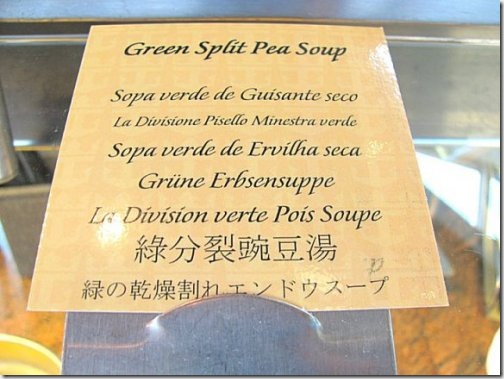 Green Split Pea Soup
Sopa verde de Guisante seco
La Divisione Pisello Minestra verde
Sopa verde de Ervilha seca
Grüne Erbsensuppe
La Division verte Pois Soupe
綠分裂豌豆湯
緑の乾燥割れエンドウスープ